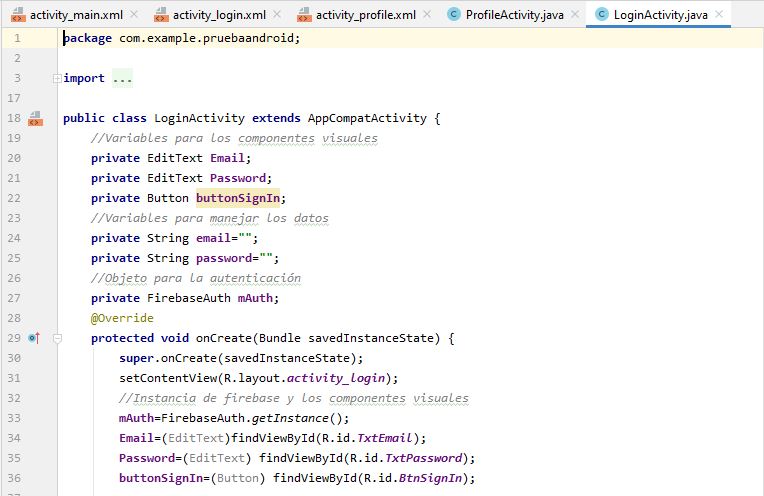 activity_main.xml activity_login.xml activity_profile.xml ProfileActivity.java LoginActivity.java
1 package com.example.pruebaandroid;
2
3 import ...
17
18 public class LoginActivity extends AppCompatActivity {
19 //Variables para los componentes visuales
20 private EditText Email;
21 private EditText Password;
22 private Button buttonSignIn;
23 //Variables para manejar los datos
24 private String email="";
25 private String password="";
26 //Objeto para la autenticación
27 private FirebaseAuth mAuth;
28 @Override
29 protected void onCreate(Bundle savedInstanceState) {
30 super.onCreate(savedInstanceState);
31 setContentView(R.layout.activity_login);
32 //Instancia de firebase y los componentes visuales
33 mAuth=FirebaseAuth.getInstance();
34 Email=(EditText)findViewById(R.id.TxtEmail);
35 Password=(EditText) findViewById(R.id.TxtPassword);
36 buttonSignIn=(Button) findViewById(R.id.BtnSignIn);